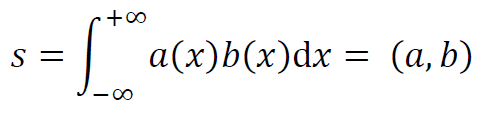 s = ∫_{-∞}^{+∞} a(x)b(x)dx = (a, b)